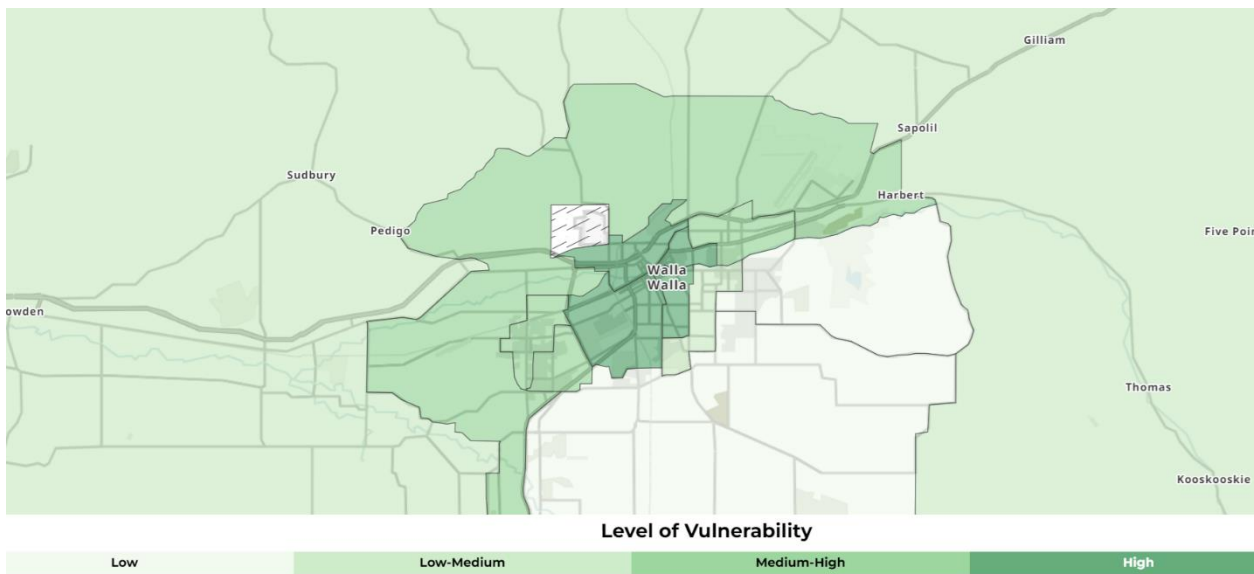 Gilliam
Sapolil
Sudbury
Harbert
Pedigo
Five Poin
Walla
Walla
owden
Thomas
Kooskooskie
Level of Vulnerability
Low
Low-Medium
Medium-High
High